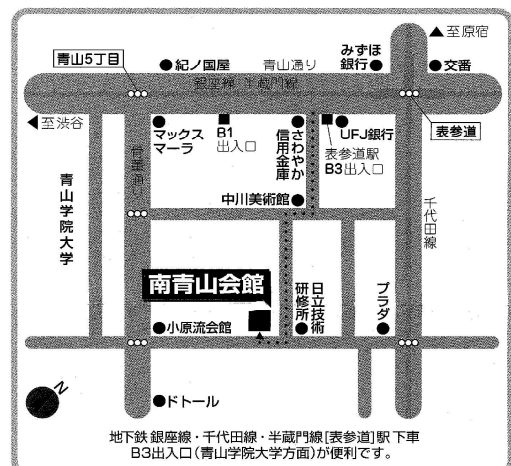 ▲至原宿
青山5丁目
●紀ノ国屋
青山通り
みずほ
銀行●
●交番
銀座線 半蔵門線
◀至渋谷
マックス
マーラ
B1
出入口
さわやか
信用金庫
表参道駅
B3出入口
UFJ銀行
表参道
骨董通り
青山学院大学
中川美術館
千代田線
南青山会館
日立技術
研修所
プラダ
●小原流会館
N
●ドトール
地下鉄 銀座線・千代田線・半蔵門線[表参道]駅 下車
B3出入口(青山学院大学方面)が便利です。